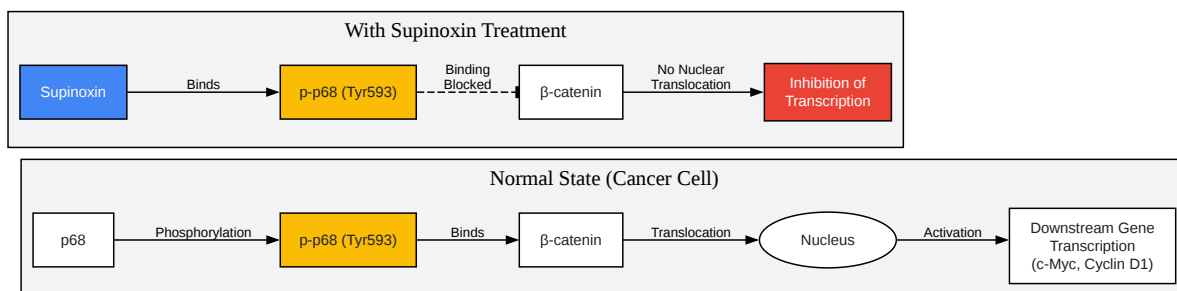 With Supinoxin Treatment
Supinoxin
Binds
p-p68 (Tyr593)
Binding
Blocked
β-catenin
No Nuclear
Translocation
Inhibition of
Transcription
Normal State (Cancer Cell)
p68
Phosphorylation
p-p68 (Tyr593)
Binds
β-catenin
Translocation
Nucleus
Activation
Downstream Gene
Transcription
(c-Myc, Cyclin D1)